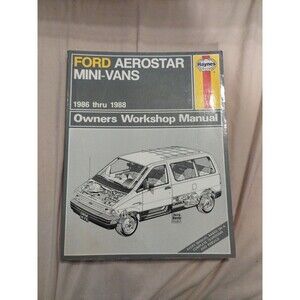 FORD AEROSTAR
MINI-VANS
Haynes
1986 thru 1988
Owners Workshop Manual